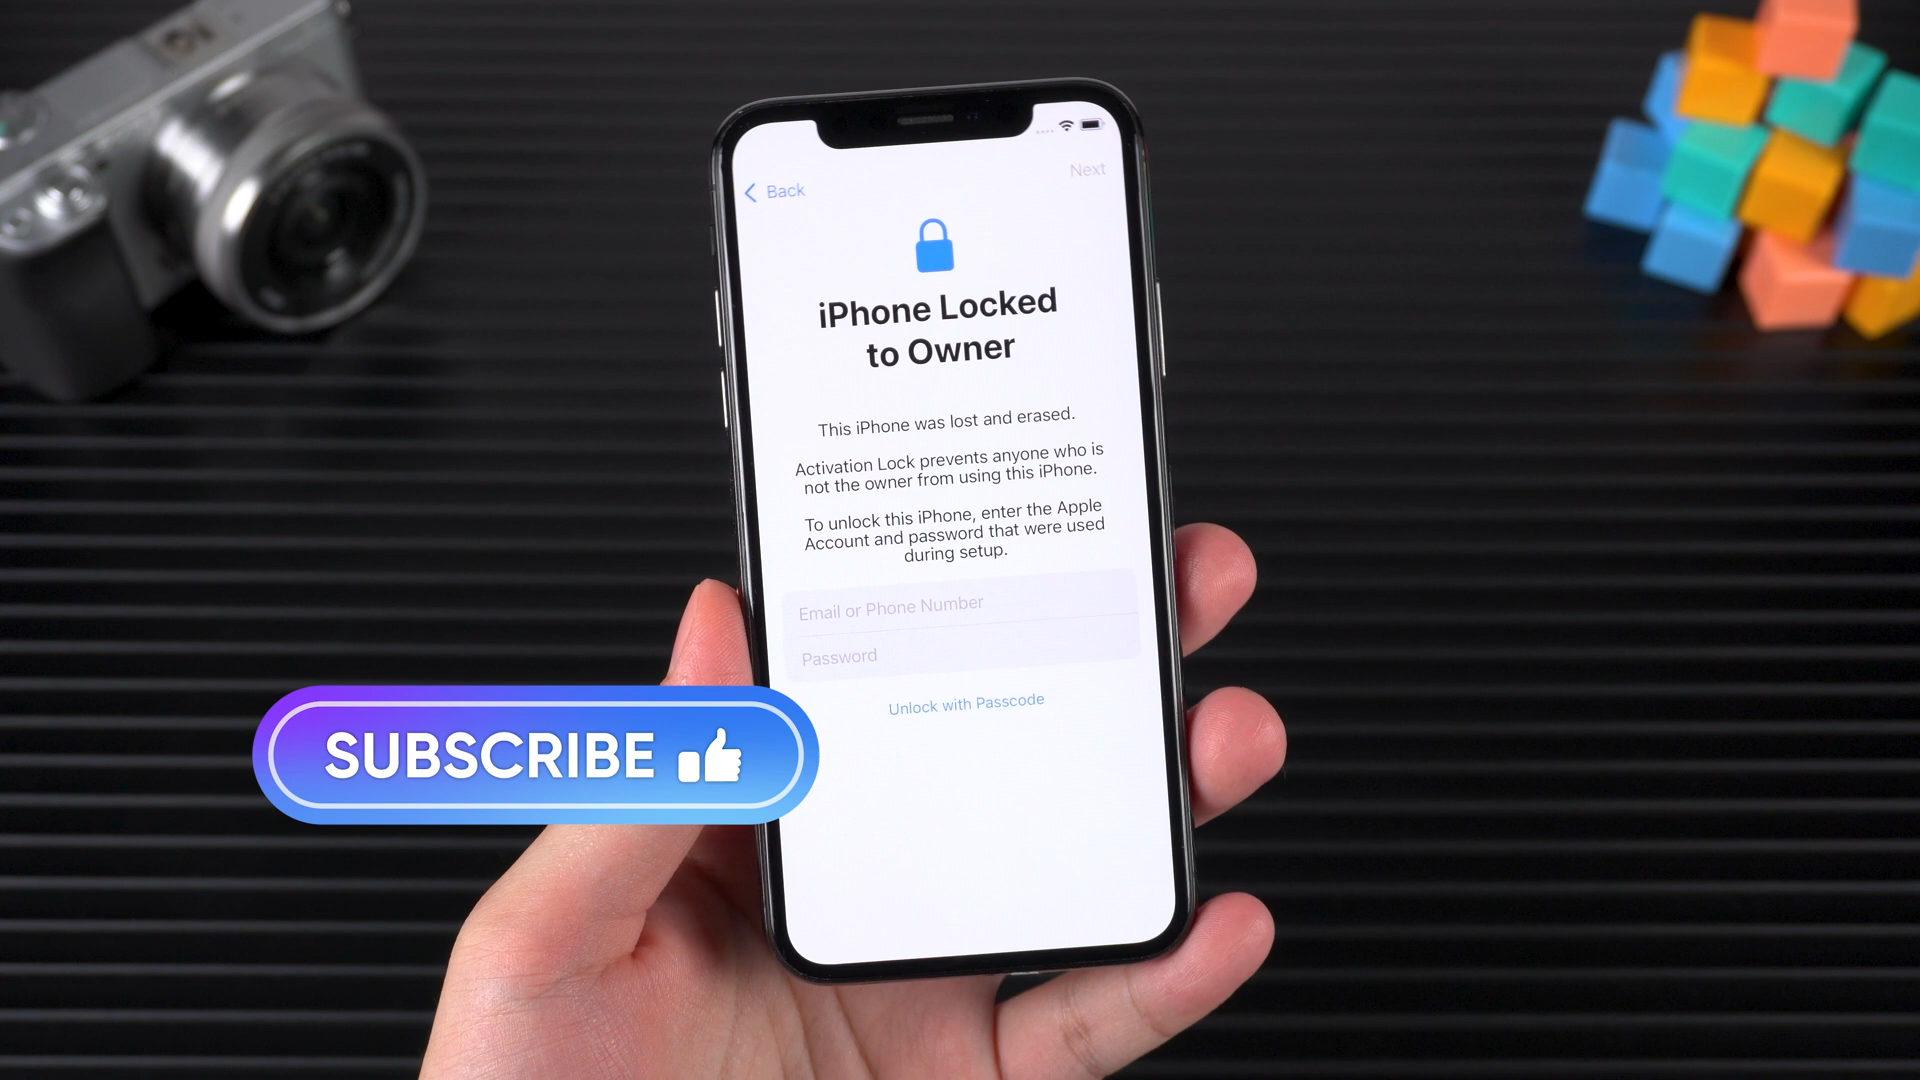 Next
Back
iPhone Locked
to Owner
This iPhone was lost and erased.
Activation Lock prevents anyone who is
not the owner from using this iPhone.
To unlock this iPhone, enter the Apple
Account and password that were used
during setup.
Email or Phone Number
Password
Unlock with Passcode
SUBSCRIBE